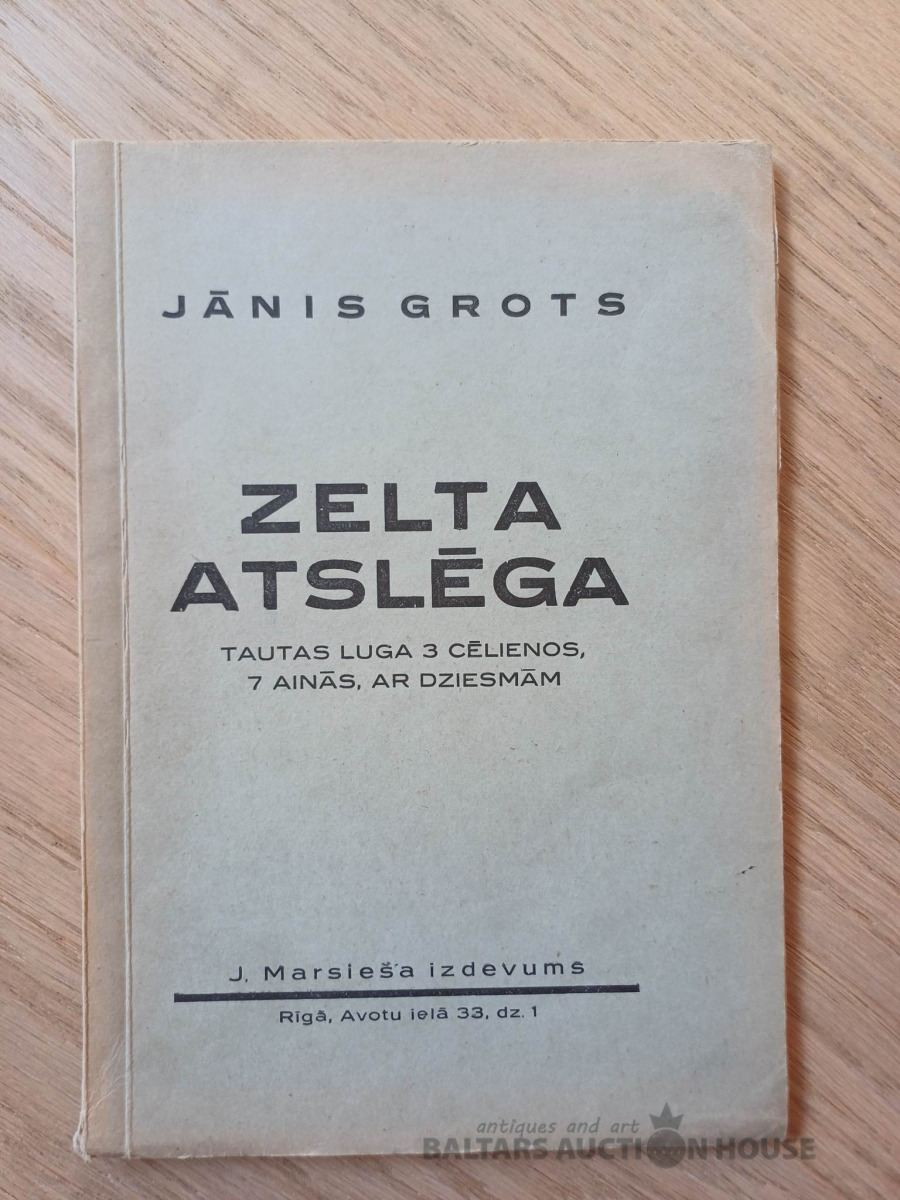 JĀNIS GROTS
ZELTA
ATSLĒGA
TAUTAS LUGA 3 CĒLIENOS,
7 AINĀS, AR DZIESMĀM
J. Marsieša izdevums
Rīgā, Avotu ielā 33, dz. 1
antiques and art
BALTARS AUCTION HOUSE